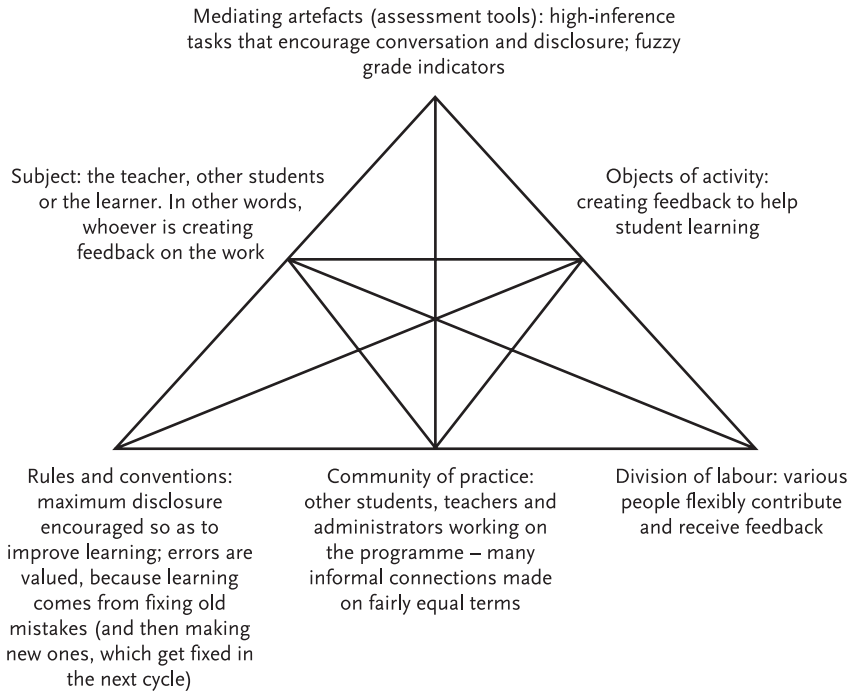 Mediating artefacts (assessment tools): high-inference
tasks that encourage conversation and disclosure; fuzzy
grade indicators
Subject: the teacher, other students
or the learner. In other words,
whoever is creating
feedback on the work
Objects of activity:
creating feedback to help
student learning
Rules and conventions:
maximum disclosure
encouraged so as to
improve learning; errors are
valued, because learning
comes from fixing old
mistakes (and then making
new ones, which get fixed in
the next cycle)
Community of practice:
other students, teachers and
administrators working on
the programme – many
informal connections made
on fairly equal terms
Division of labour: various
people flexibly contribute
and receive feedback